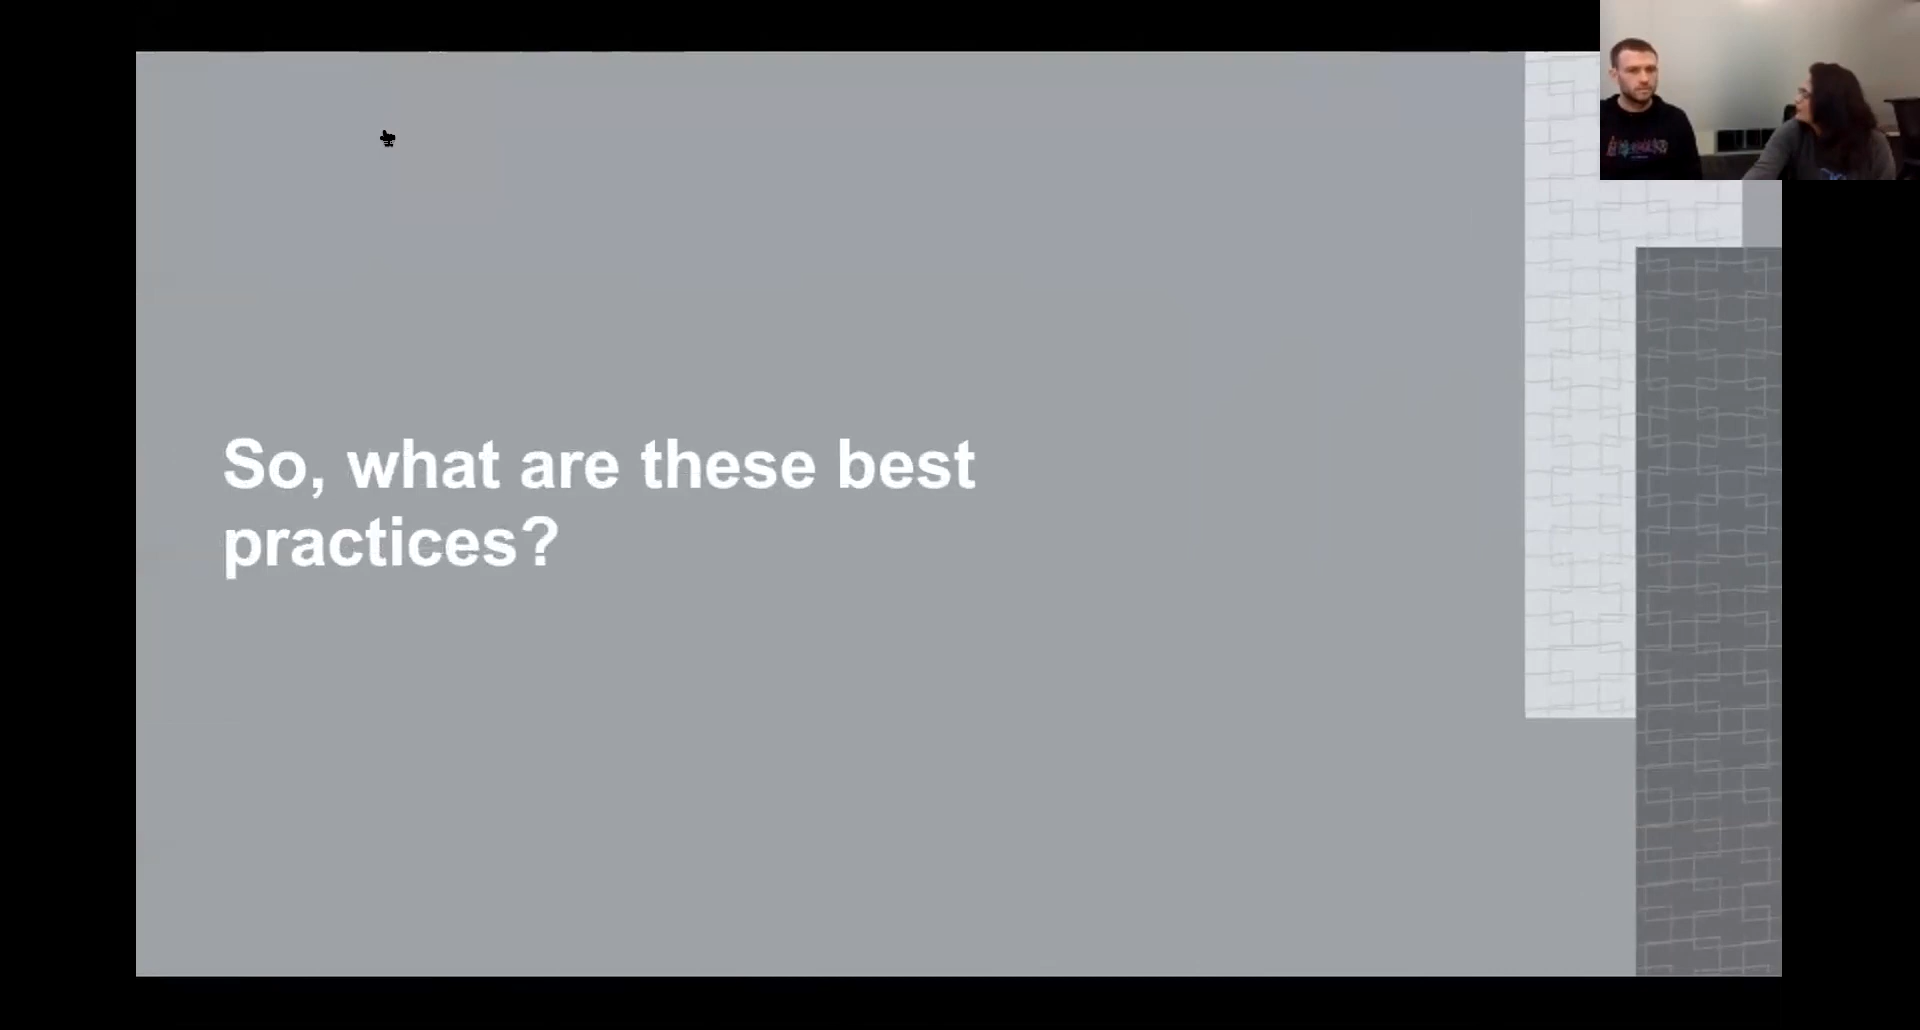 So, what are these best
practices?